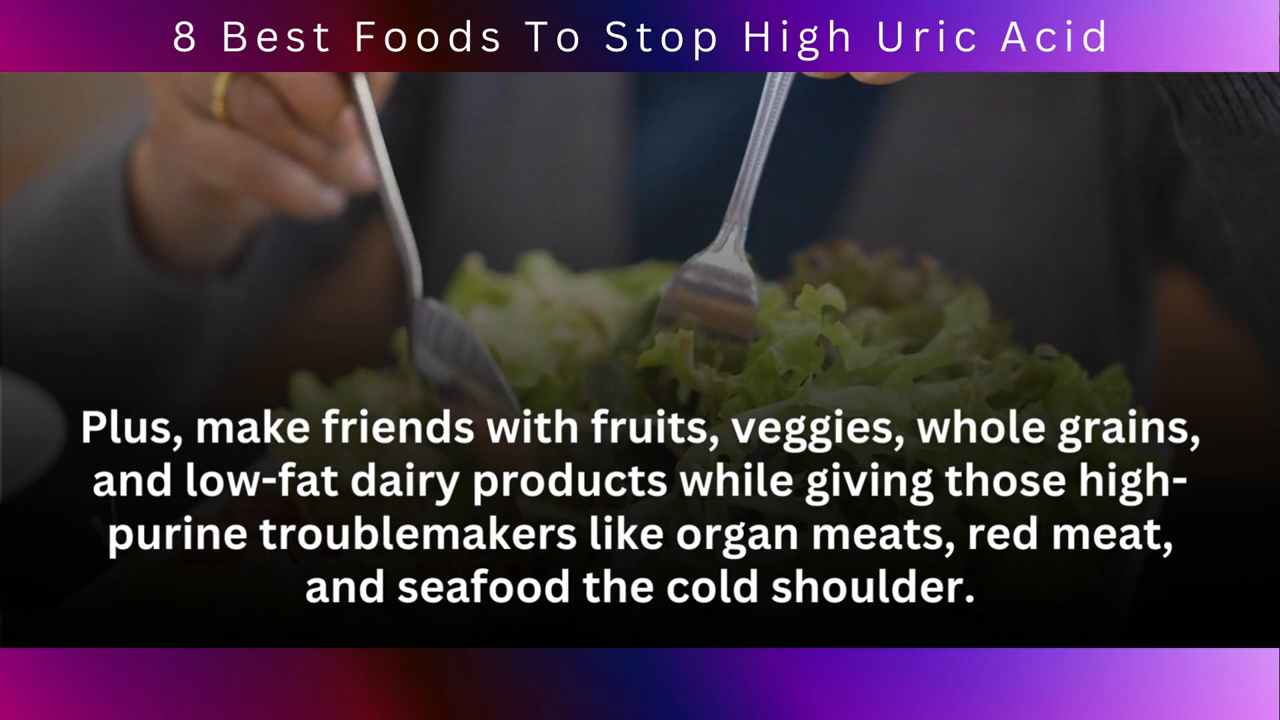 8 Best Foods To Stop High Uric Acid
Plus, make friends with fruits, veggies, whole grains,
and low-fat dairy products while giving those high-
purine troublemakers like organ meats, red meat,
and seafood the cold shoulder.